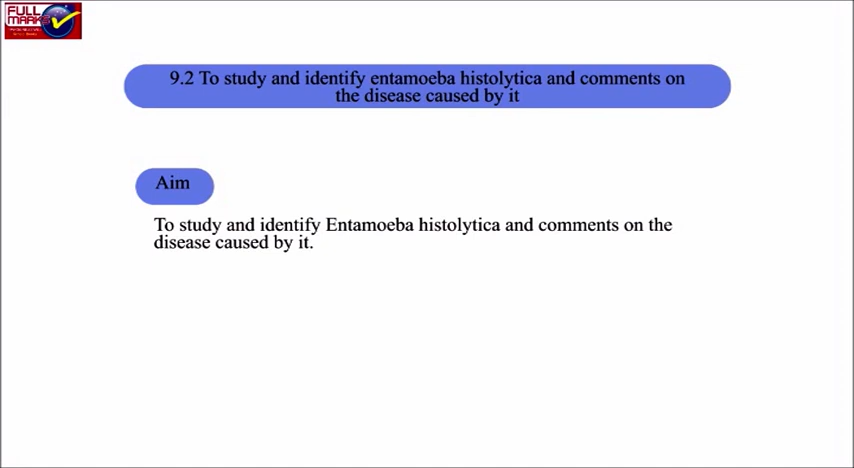 FULL
MARKS
9.2 To study and identify entamoeba histolytica and comments on
the disease caused by it
Aim
To study and identify Entamoeba histolytica and comments on the
disease caused by it.